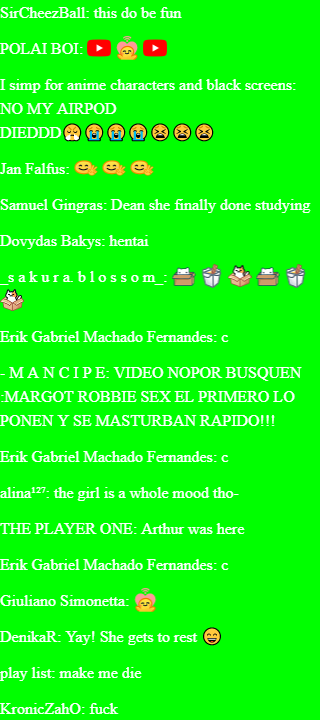 SirCheezBall: this do be fun
POLAI BOI:
I simp for anime characters and black screens:
NO MY AIRPOD
DIEDDD😤😭😭😭😫😫😫
Jan Falfus:
Samuel Gingras: Dean she finally done studying
Dovydas Bakys: hentai
_s a k u r a. b l o s s o m_:
Erik Gabriel Machado Fernandes: c
- M A N C I P E: VIDEO NOPOR BUSQUEN
:MARGOT ROBBIE SEX EL PRIMERO LO
PONEN Y SE MASTURBAN RAPIDO!!!
Erik Gabriel Machado Fernandes: c
alina¹²⁷: the girl is a whole mood tho-
THE PLAYER ONE: Arthur was here
Erik Gabriel Machado Fernandes: c
Giuliano Simonetta:
DenikaR: Yay! She gets to rest 😄
play list: make me die
KronicZahO: fuck